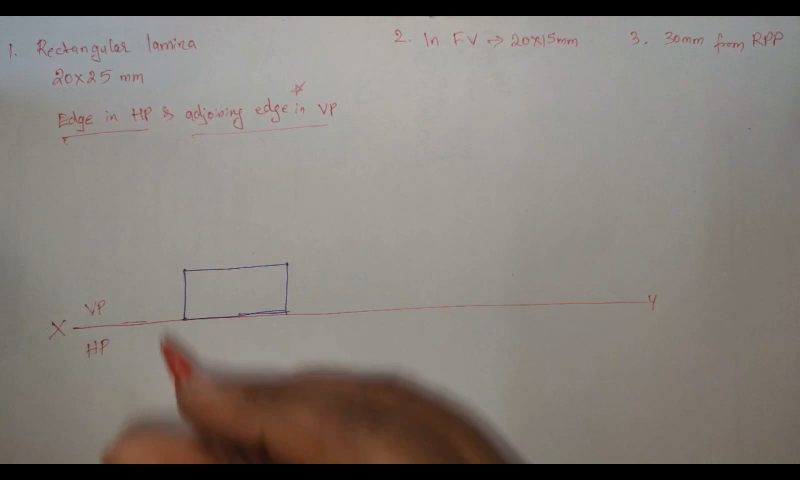 1. Rectangular lamina
20x25 mm
Edge in HP & adjoining edge in VP
2. In F.V → 20x15mm
3. 30mm from RPP
VP
X Y
HP